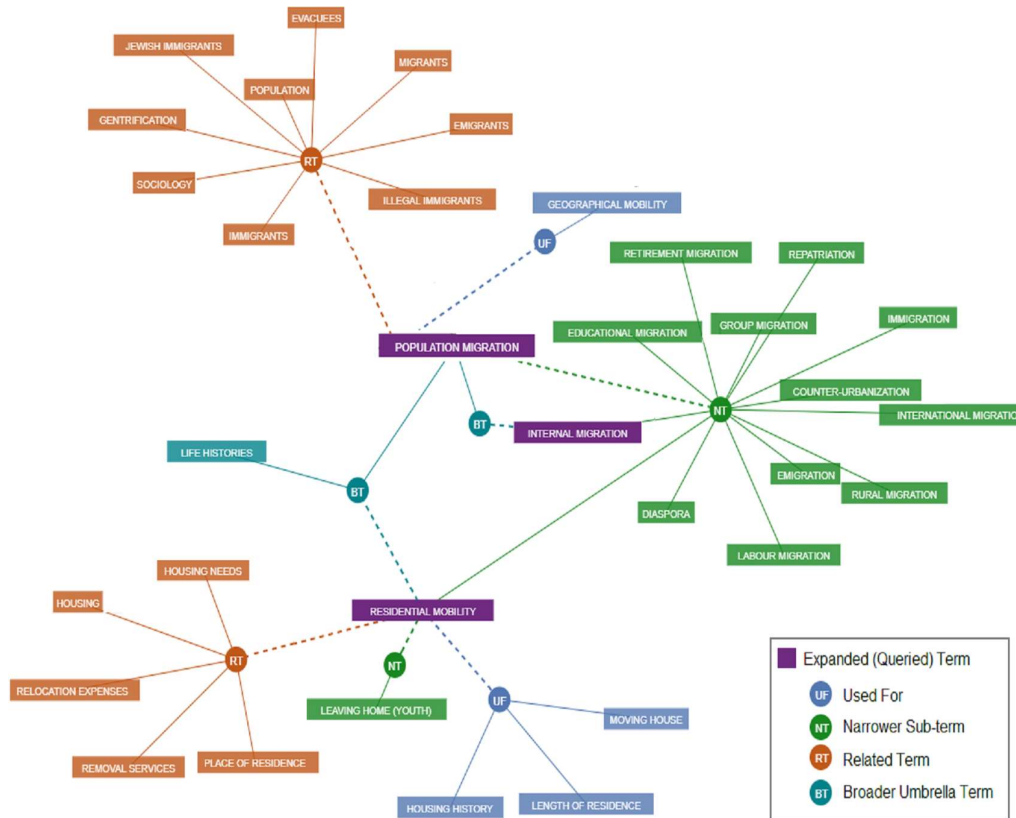 EVACUEES
JEWISH IMMIGRANTS
MIGRANTS
POPULATION
GENTRIFICATION
EMIGRANTS
RT
SOCIOLOGY
ILLEGAL IMMIGRANTS
IMMIGRANTS
GEOGRAPHICAL MOBILITY
UF
RETIREMENT MIGRATION
REPATRIATION
EDUCATIONAL MIGRATION
GROUP MIGRATION
IMMIGRATION
POPULATION MIGRATION
COUNTER-URBANIZATION
NT
INTERNATIONAL MIGRATIO
BT
INTERNAL MIGRATION
LIFE HISTORIES
BT
EMIGRATION
RURAL MIGRATION
DIASPORA
LABOUR MIGRATION
HOUSING NEEDS
HOUSING
RESIDENTIAL MOBILITY
RT
NT
RELOCATION EXPENSES
LEAVING HOME (YOUTH)
UF
MOVING HOUSE
REMOVAL SERVICES
PLACE OF RESIDENCE
HOUSING HISTORY
LENGTH OF RESIDENCE
Expanded (Queried) Term
UF Used For
NT Narrower Sub-term
RT Related Term
BT Broader Umbrella Term